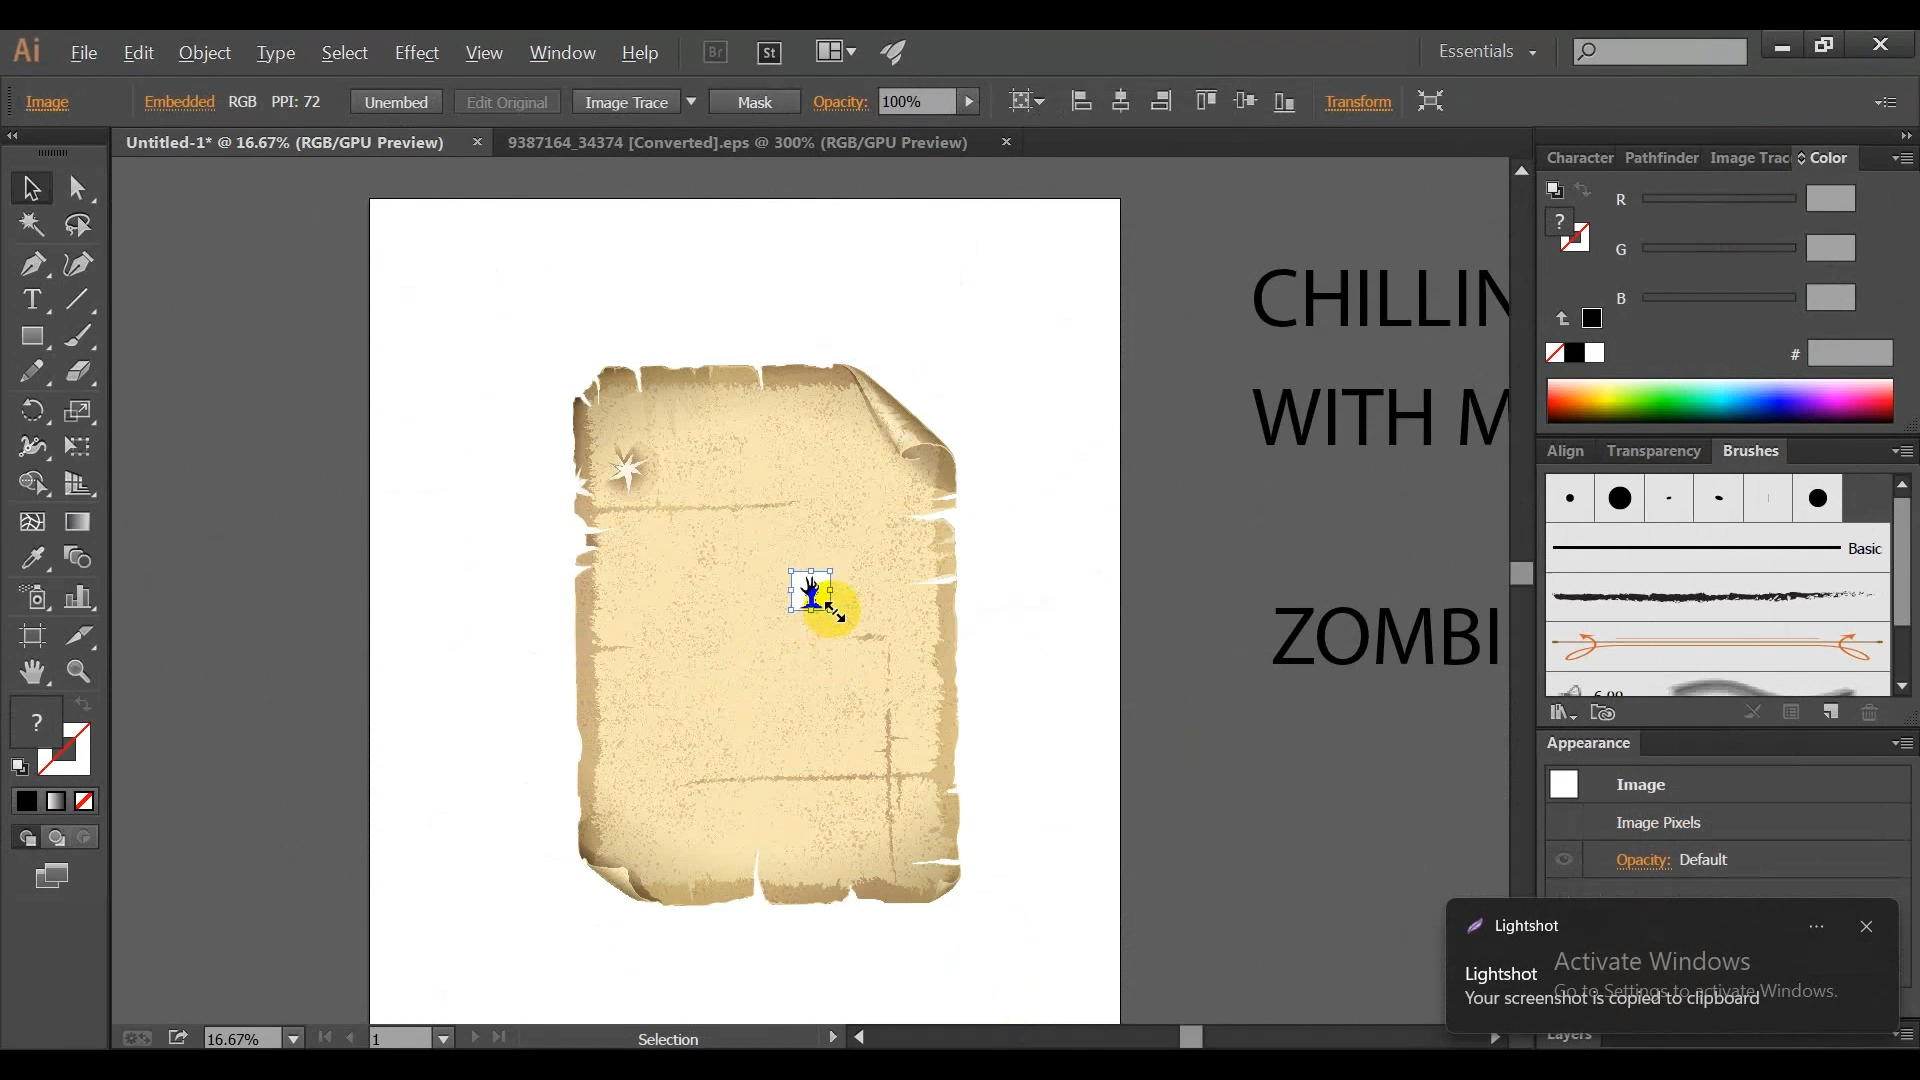 Ai File Edit Object Type Select Effect View Window Help Br St Essentials
Image Embedded RGB PPI: 72 Unembed Edit Original Image Trace Mask Opacity: 100% Transform
Untitled-1* @ 16.67% (RGB/GPU Preview) 9387164_34374 [Converted].eps @ 300% (RGB/GPU Preview)
Character Pathfinder Image Trac Color
R
G
B
#
?
CHILLIN
WITH M
ZOMBI
Align Transparency Brushes
Basic
6.00
T
?
Appearance
Image
Image Pixels
Opacity: Default
Lightshot
Lightshot
Your screenshot is copied to clipboard
Activate Windows
Go to Settings to activate Windows.
Layers
16.67% 1 Selection